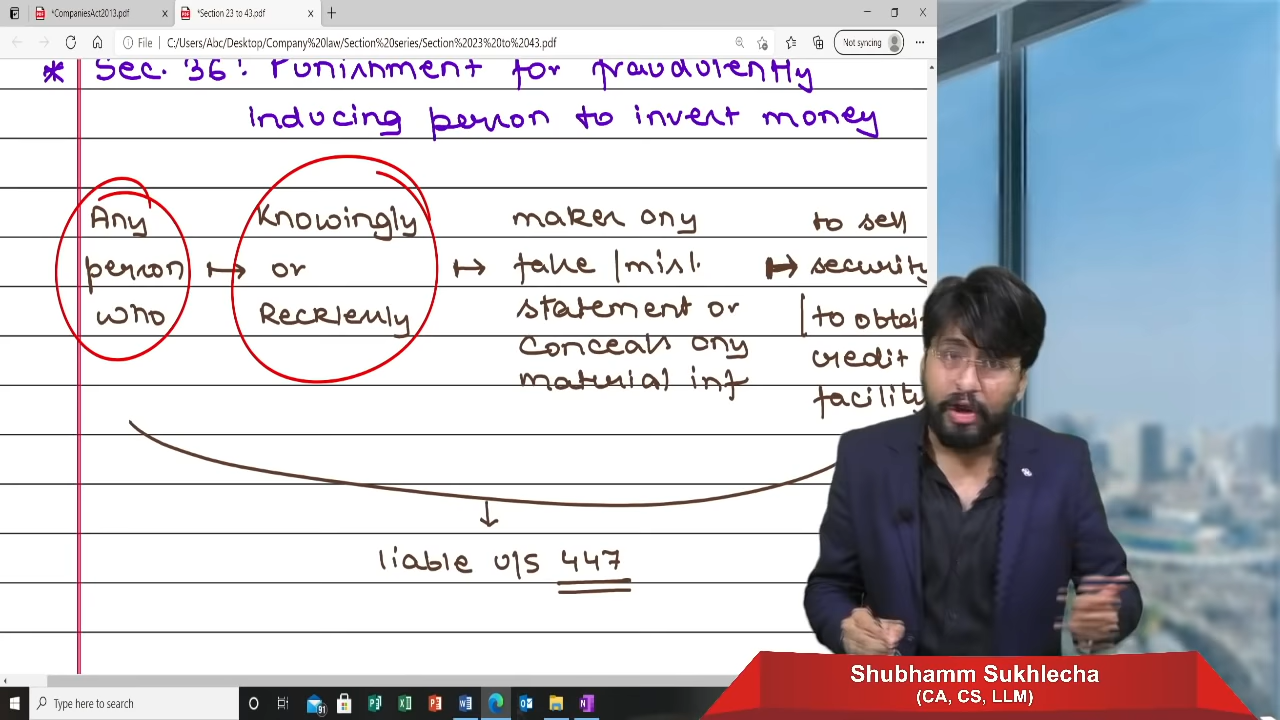 *CompaniesAct2013.pdf
*Section 23 to 43.pdf
File
C:/Users/Abc/Desktop/Company%20law/Section%20series/Section%2023%20to%2043.pdf
Not syncing
* Sec. 36: Punishment for fraudulently
inducing person to invest money
Any
person
who
Knowingly
or
Recklessly
makes any
fake /misl.
statement or
conceals any
material inf
to sell
security
[to obtai
credit
facility
liable u/s 447
Shubhamm Sukhlecha
(CA, CS, LLM)
Type here to search
91